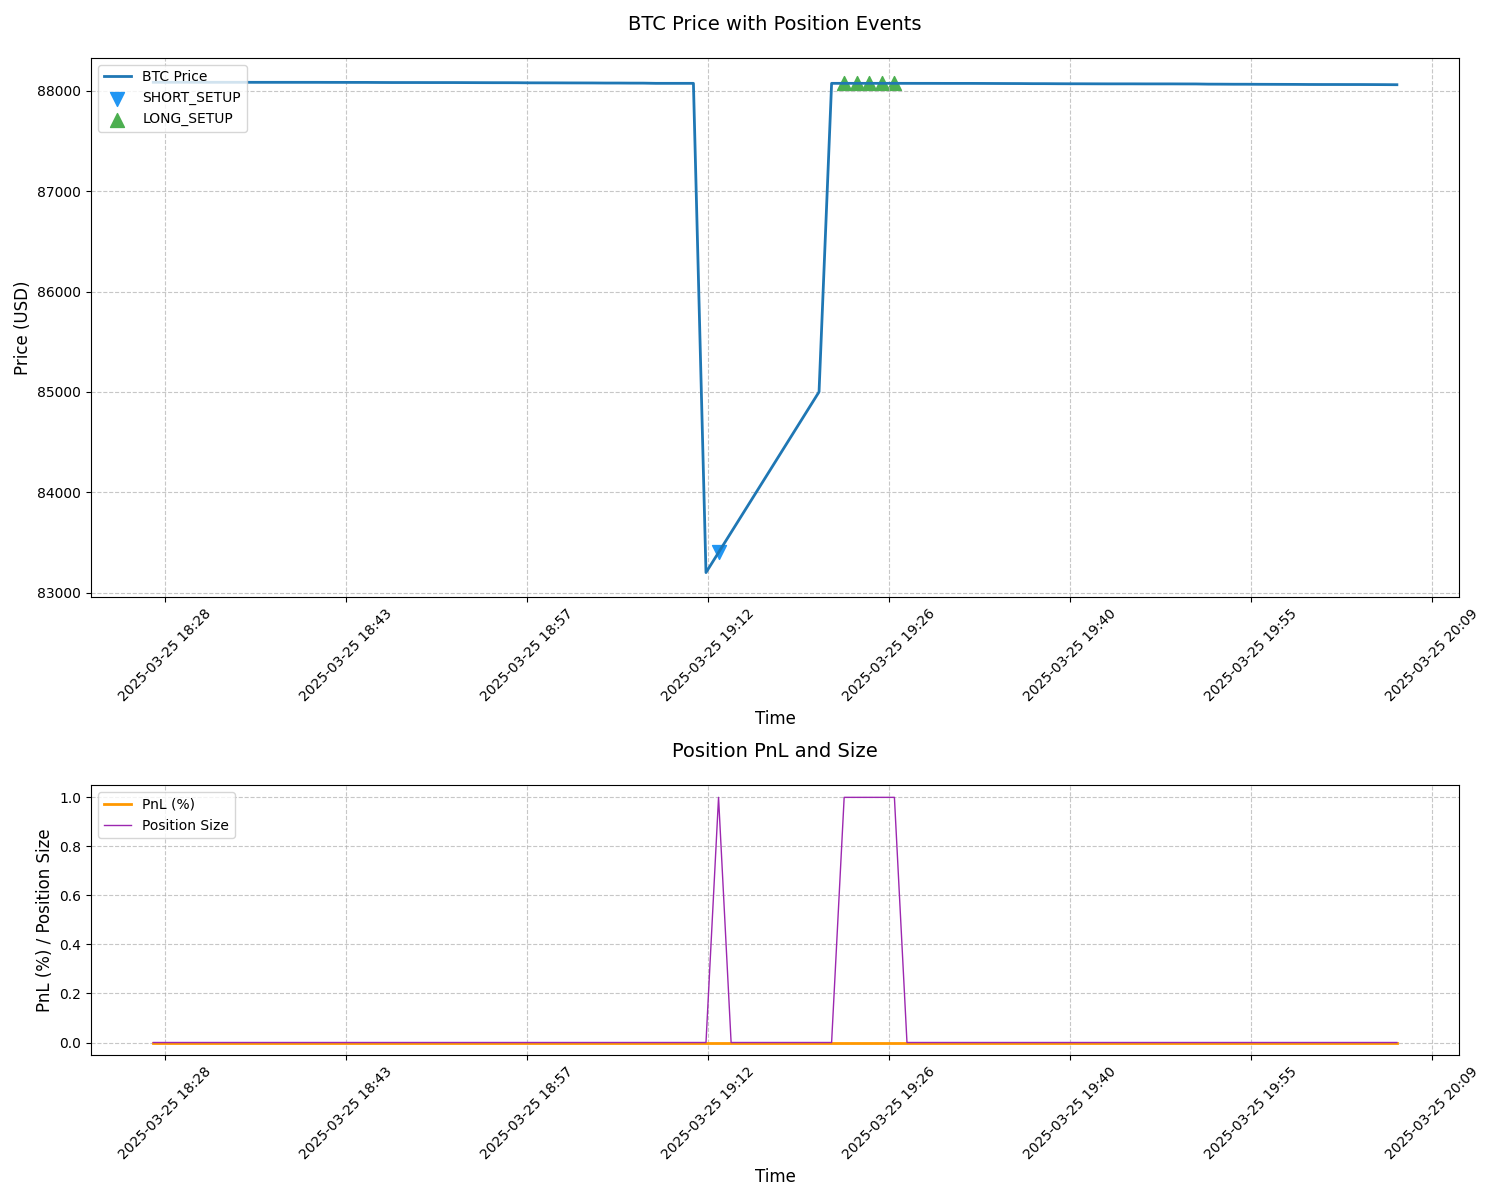 BTC Price with Position Events
BTC Price
SHORT_SETUP
LONG_SETUP
Price (USD)
88000
87000
86000
85000
84000
83000
2025-03-25 18:28
2025-03-25 18:43
2025-03-25 18:57
2025-03-25 19:12
2025-03-25 19:26
2025-03-25 19:40
2025-03-25 19:55
2025-03-25 20:09
Time
Position PnL and Size
PnL (%)
Position Size
PnL (%) / Position Size
1.0
0.8
0.6
0.4
0.2
0.0
2025-03-25 18:28
2025-03-25 18:43
2025-03-25 18:57
2025-03-25 19:12
2025-03-25 19:26
2025-03-25 19:40
2025-03-25 19:55
2025-03-25 20:09
Time